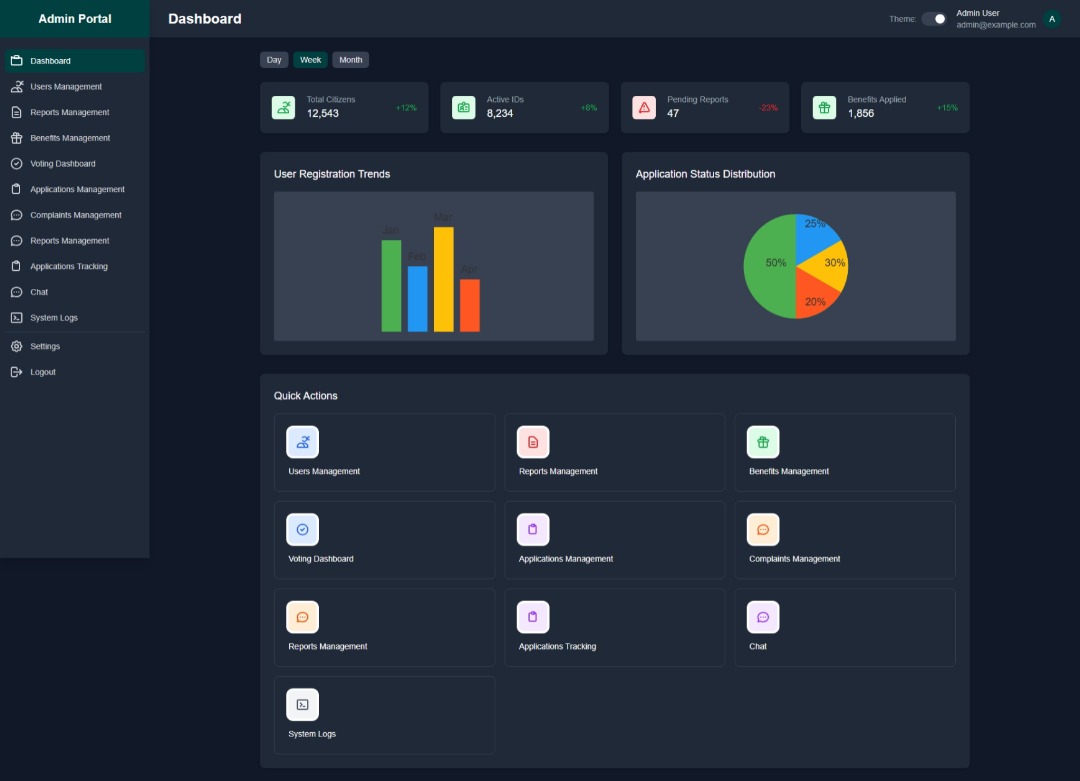 Admin Portal
Dashboard
Theme:
Admin User
admin@example.com
A
Dashboard
Users Management
Reports Management
Benefits Management
Voting Dashboard
Applications Management
Complaints Management
Reports Management
Applications Tracking
Chat
System Logs
Settings
Logout
Day
Week
Month
Total Citizens
12,543
+12%
Active IDs
8,234
+8%
Pending Reports
47
-23%
Benefits Applied
1,856
+15%
User Registration Trends
Jan
Feb
Mar
Apr
Application Status Distribution
25%
50%
30%
20%
Quick Actions
Users Management
Reports Management
Benefits Management
Voting Dashboard
Applications Management
Complaints Management
Reports Management
Applications Tracking
Chat
System Logs